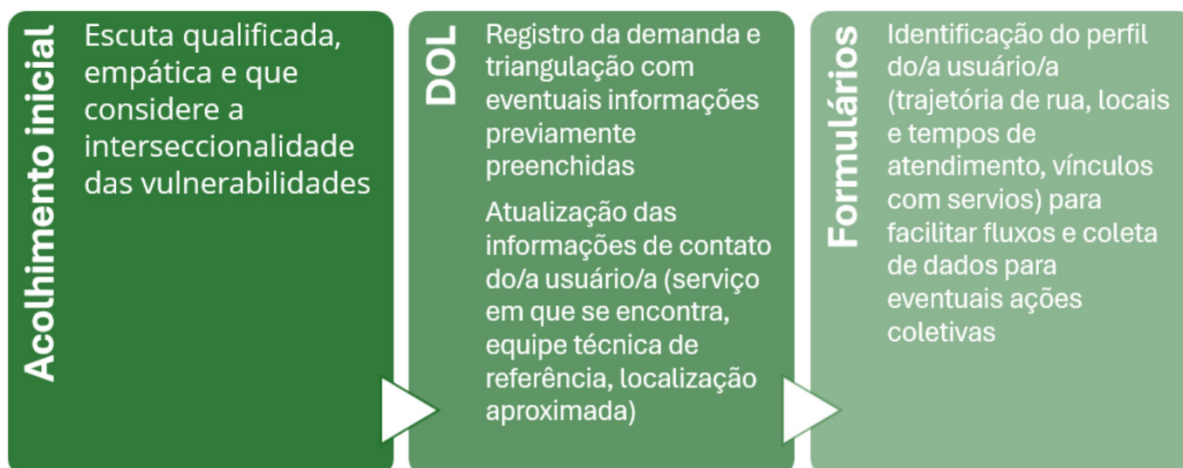 Acolhimento inicial
Escuta qualificada,
empática e que
considere a
interseccionalidade
das vulnerabilidades
DOL
Registro da demanda e
triangulação com
eventuais informações
previamente
preenchidas
Atualização das
informações de contato
do/a usuário/a (serviço
em que se encontra,
equipe técnica de
referência, localização
aproximada)
Formulários
Identificação do perfil
do/a usuário/a
(trajetória de rua, locais
e tempos de
atendimento, vínculos
com servios) para
facilitar fluxos e coleta
de dados para
eventuais ações
coletivas